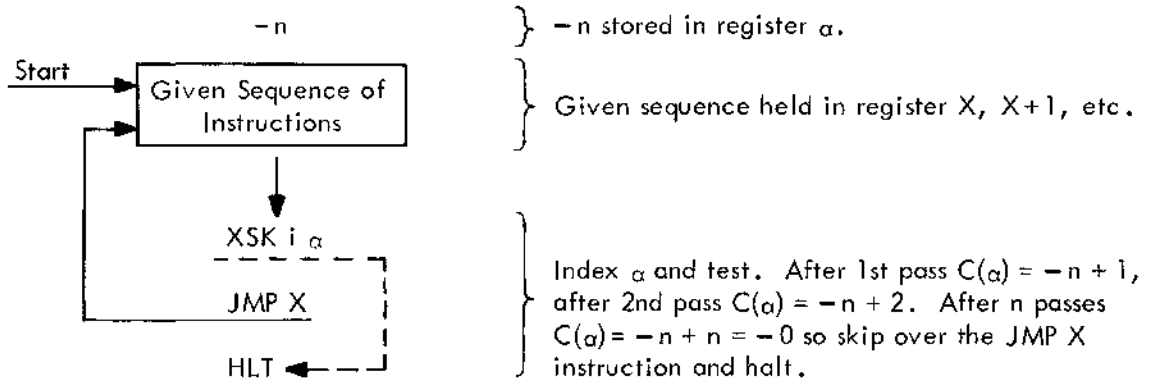 −n
} −n stored in register α.
Start
Given Sequence of
Instructions
} Given sequence held in register X, X+1, etc.
XSK i α
JMP X
HLT
} Index α and test. After 1st pass C(α) = −n + 1,
after 2nd pass C(α) = −n + 2. After n passes
C(α) = −n + n = −0 so skip over the JMP X
instruction and halt.